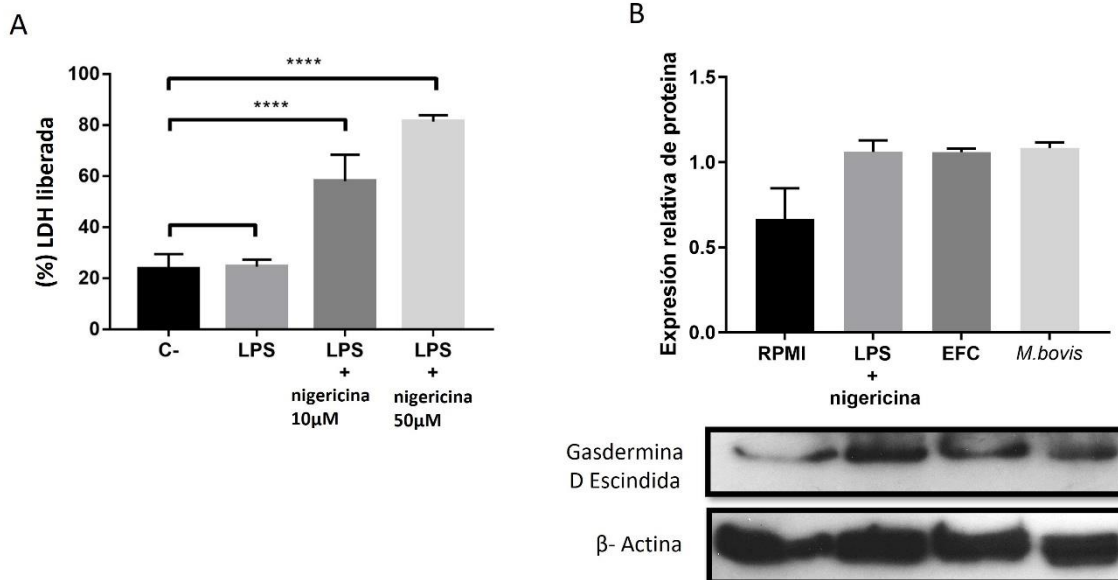 A
(%) LDH liberada
100
80
60
40
20
0
****
****
C-
LPS
LPS
+
nigericina
10μM
LPS
+
nigericina
50μM
B
Expresión relativa de proteina
1.5
1.0
0.5
0.0
RPMI
LPS
+
nigericina
EFC
M.bovis
Gasdermina
D Escindida
β- Actina